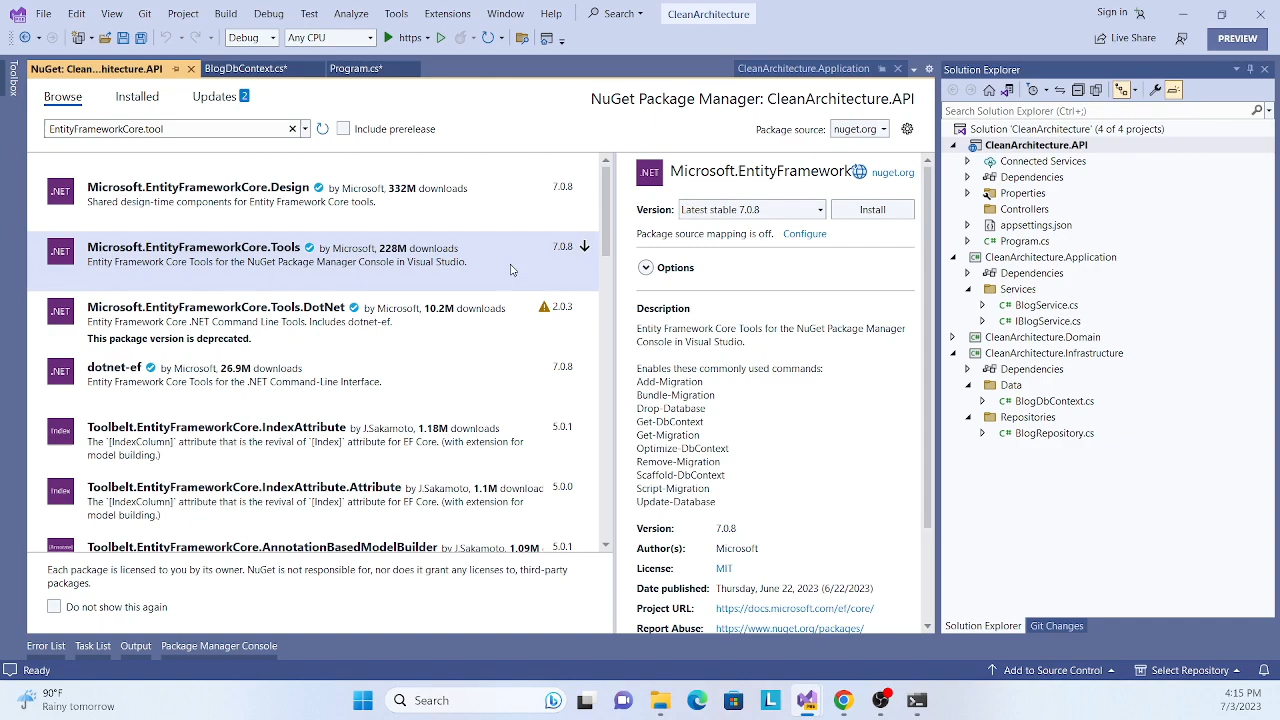 File Edit View Git Project Build Debug Test Analyze Tools Extensions Window Help Search CleanArchitecture Sign in
Debug Any CPU https Live Share PREVIEW
Toolbox
NuGet: Clean...hitecture.API BlogDbContext.cs* Program.cs* CleanArchitecture.Application
Browse Installed Updates 2
NuGet Package Manager: CleanArchitecture.API
EntityFrameworkCore.tool Include prerelease Package source: nuget.org
Microsoft.EntityFrameworkCore.Design by Microsoft, 332M downloads 7.0.8
Shared design-time components for Entity Framework Core tools.
Microsoft.EntityFrameworkCore.Tools by Microsoft, 228M downloads 7.0.8
Entity Framework Core Tools for the NuGet Package Manager Console in Visual Studio.
Microsoft.EntityFrameworkCore.Tools.DotNet by Microsoft, 10.2M downloads 2.0.3
Entity Framework Core .NET Command Line Tools. Includes dotnet-ef.
This package version is deprecated.
dotnet-ef by Microsoft, 26.9M downloads 7.0.8
Entity Framework Core Tools for the .NET Command-Line Interface.
Toolbelt.EntityFrameworkCore.IndexAttribute by J.Sakamoto, 1.18M downloads 5.0.1
The `[IndexColumn]` attribute that is the revival of `[Index]` attribute for EF Core. (with extension for
model building.)
Toolbelt.EntityFrameworkCore.IndexAttribute.Attribute by J.Sakamoto, 1.1M downloac 5.0.0
The `[IndexColumn]` attribute that is the revival of `[Index]` attribute for EF Core. (with extension for
model building.)
Toolbelt.EntityFrameworkCore.AnnotationBasedModelBuilder by J.Sakamoto, 1.09M 5.0.1
Each package is licensed to you by its owner. NuGet is not responsible for, nor does it grant any licenses to, third-party
packages.
Do not show this again
.NET
.NET
.NET
.NET
Index
Index
.NET Microsoft.EntityFramework nuget.org
Version: Latest stable 7.0.8 Install
Package source mapping is off. Configure
Options
Description
Entity Framework Core Tools for the NuGet Package Manager
Console in Visual Studio.
Enables these commonly used commands:
Add-Migration
Bundle-Migration
Drop-Database
Get-DbContext
Get-Migration
Optimize-DbContext
Remove-Migration
Scaffold-DbContext
Script-Migration
Update-Database
Version: 7.0.8
Author(s): Microsoft
License: MIT
Date published: Thursday, June 22, 2023 (6/22/2023)
Project URL: https://docs.microsoft.com/ef/core/
Report Abuse: https://www.nuget.org/packages/
Solution Explorer
Search Solution Explorer (Ctrl+;)
Solution 'CleanArchitecture' (4 of 4 projects)
CleanArchitecture.API
Connected Services
Dependencies
Properties
Controllers
appsettings.json
C# Program.cs
CleanArchitecture.Application
Dependencies
Services
C# BlogService.cs
C# IBlogService.cs
CleanArchitecture.Domain
CleanArchitecture.Infrastructure
Dependencies
Data
C# BlogDbContext.cs
Repositories
C# BlogRepository.cs
Solution Explorer Git Changes
Error List Task List Output Package Manager Console
Ready Add to Source Control Select Repository
90°F
Rainy tomorrow
Search
4:15 PM
7/3/2023